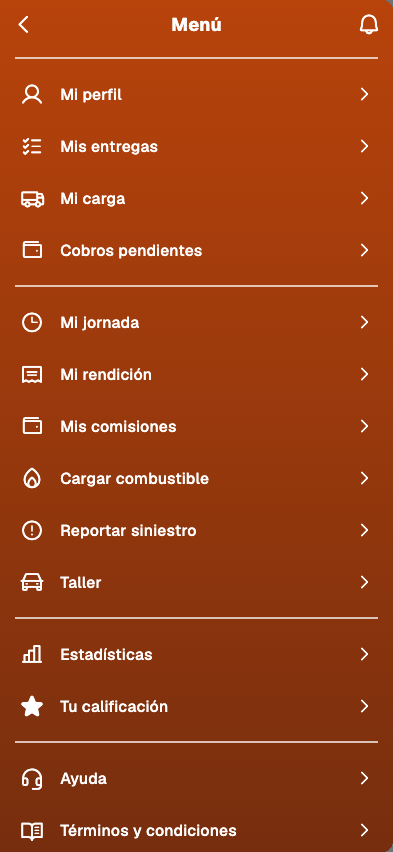 Menú
Mi perfil
Mis entregas
Mi carga
Cobros pendientes
Mi jornada
Mi rendición
Mis comisiones
Cargar combustible
Reportar siniestro
Taller
Estadísticas
Tu calificación
Ayuda
Términos y condiciones